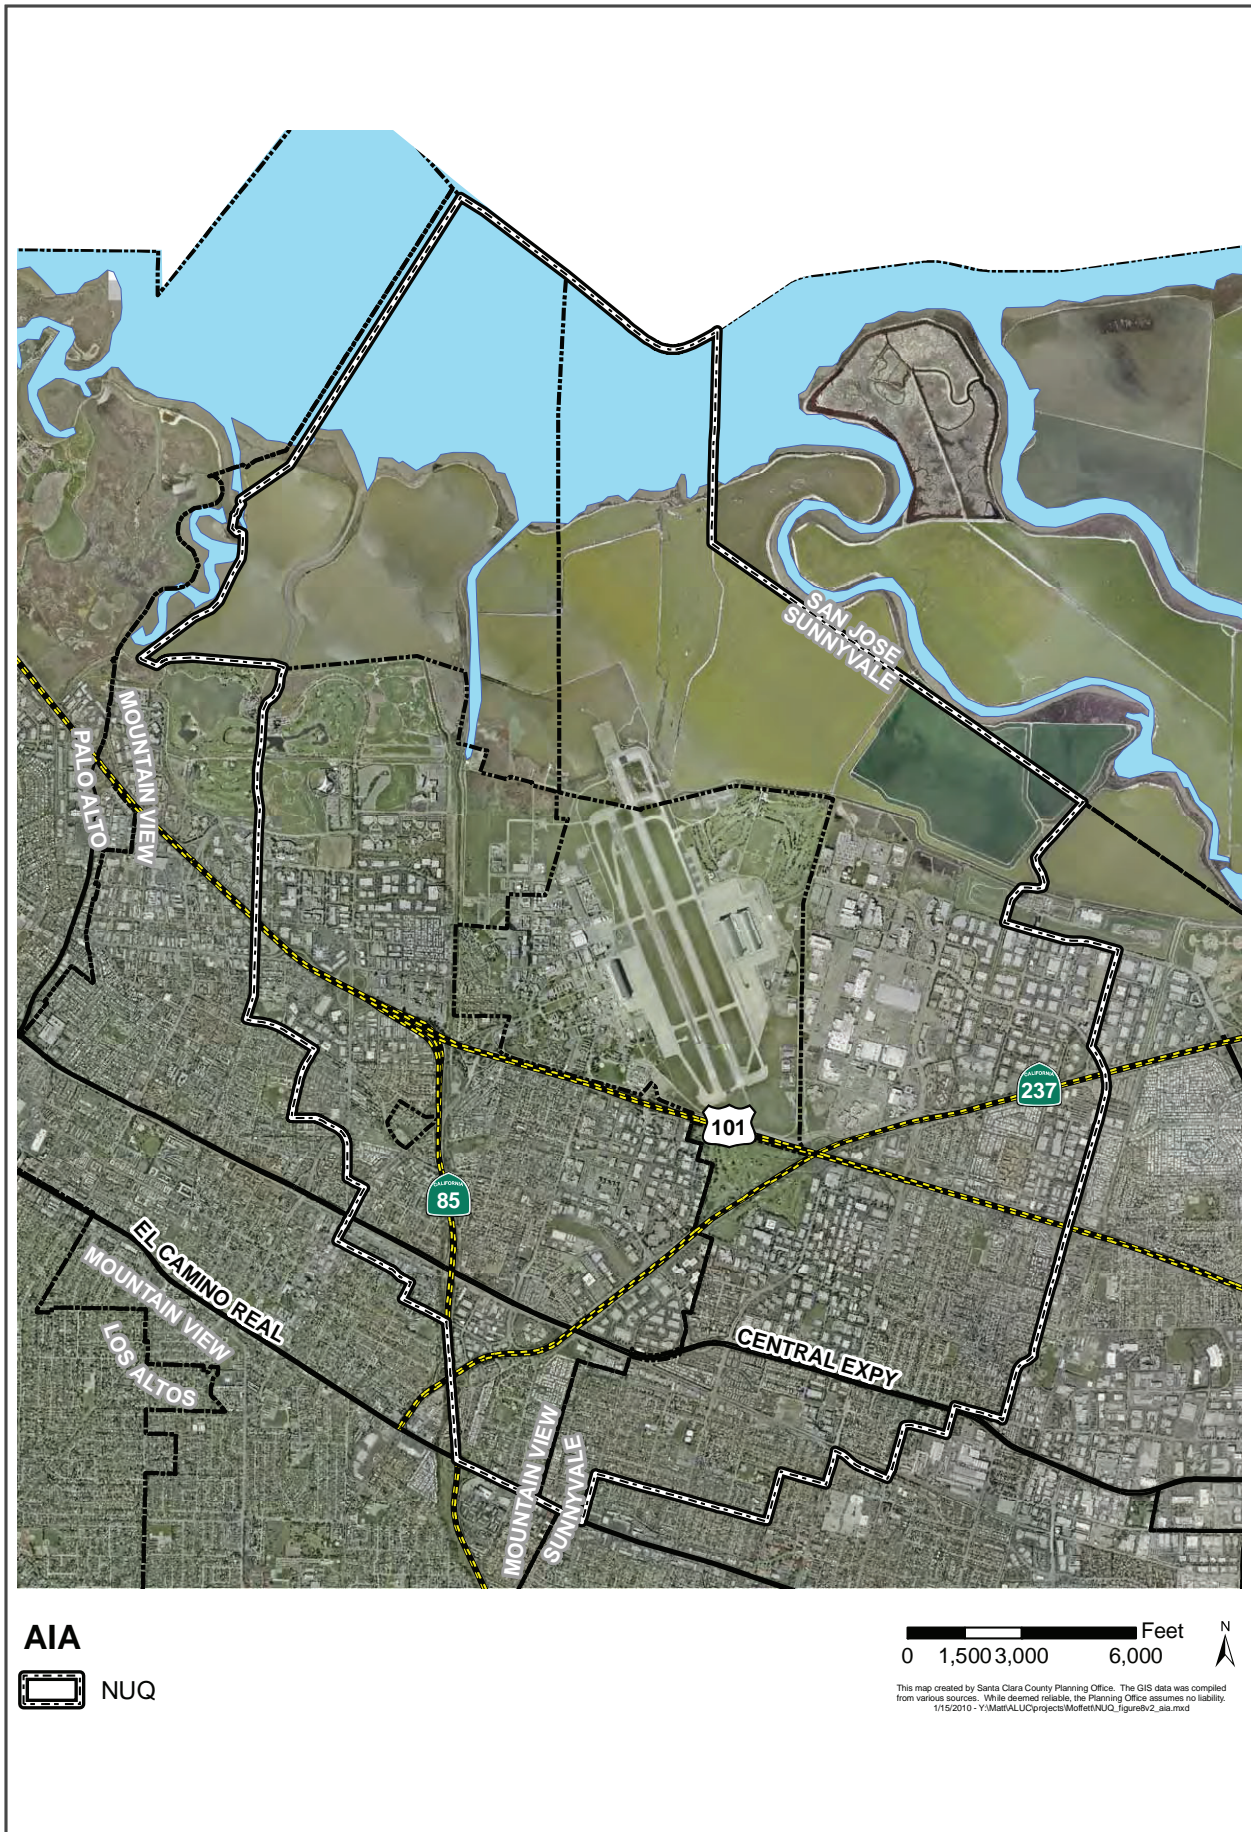 SAN JOSE
SUNNYVALE
MOUNTAIN VIEW
PALO ALTO
CALIFORNIA
237
101
CALIFORNIA
85
EL CAMINO REAL
MOUNTAIN VIEW
LOS ALTOS
CENTRAL EXPY
MOUNTAIN VIEW
SUNNYVALE
AIA
NUQ
Feet
0 1,500 3,000 6,000
N
This map created by Santa Clara County Planning Office. The GIS data was compiled
from various sources. While deemed reliable, the Planning Office assumes no liability.
1/15/2010 - Y:\Matt\ALUC\projects\Moffett\NUQ_figure8v2_aia.mxd